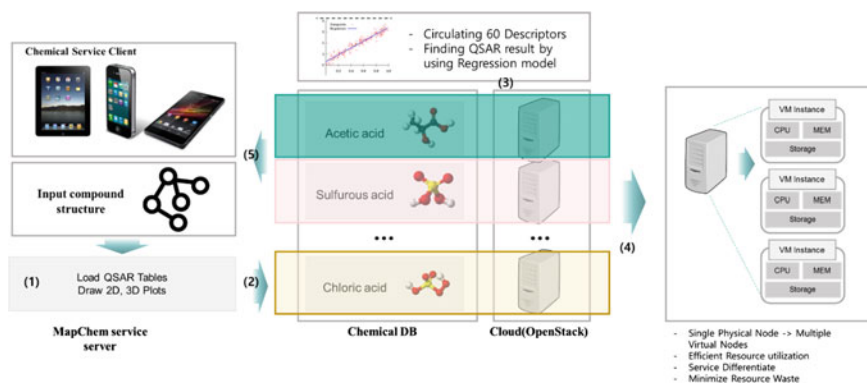 Chemical Service Client
Input compound
structure
(1)
Load QSAR Tables
Draw 2D, 3D Plots
MapChem service
server
(5)
(2)
- Circulating 60 Descriptors
- Finding QSAR result by
using Regression model
(3)
Acetic acid
Sulfurous acid
•••
•••
Chloric acid
Chemical DB
Cloud(OpenStack)
(4)
VM Instance
CPU
MEM
Storage
VM Instance
CPU
MEM
Storage
VM Instance
CPU
MEM
Storage
- Single Physical Node -> Multiple
Virtual Nodes
- Efficient Resource utilization
- Service Differentiate
- Minimize Resource Waste